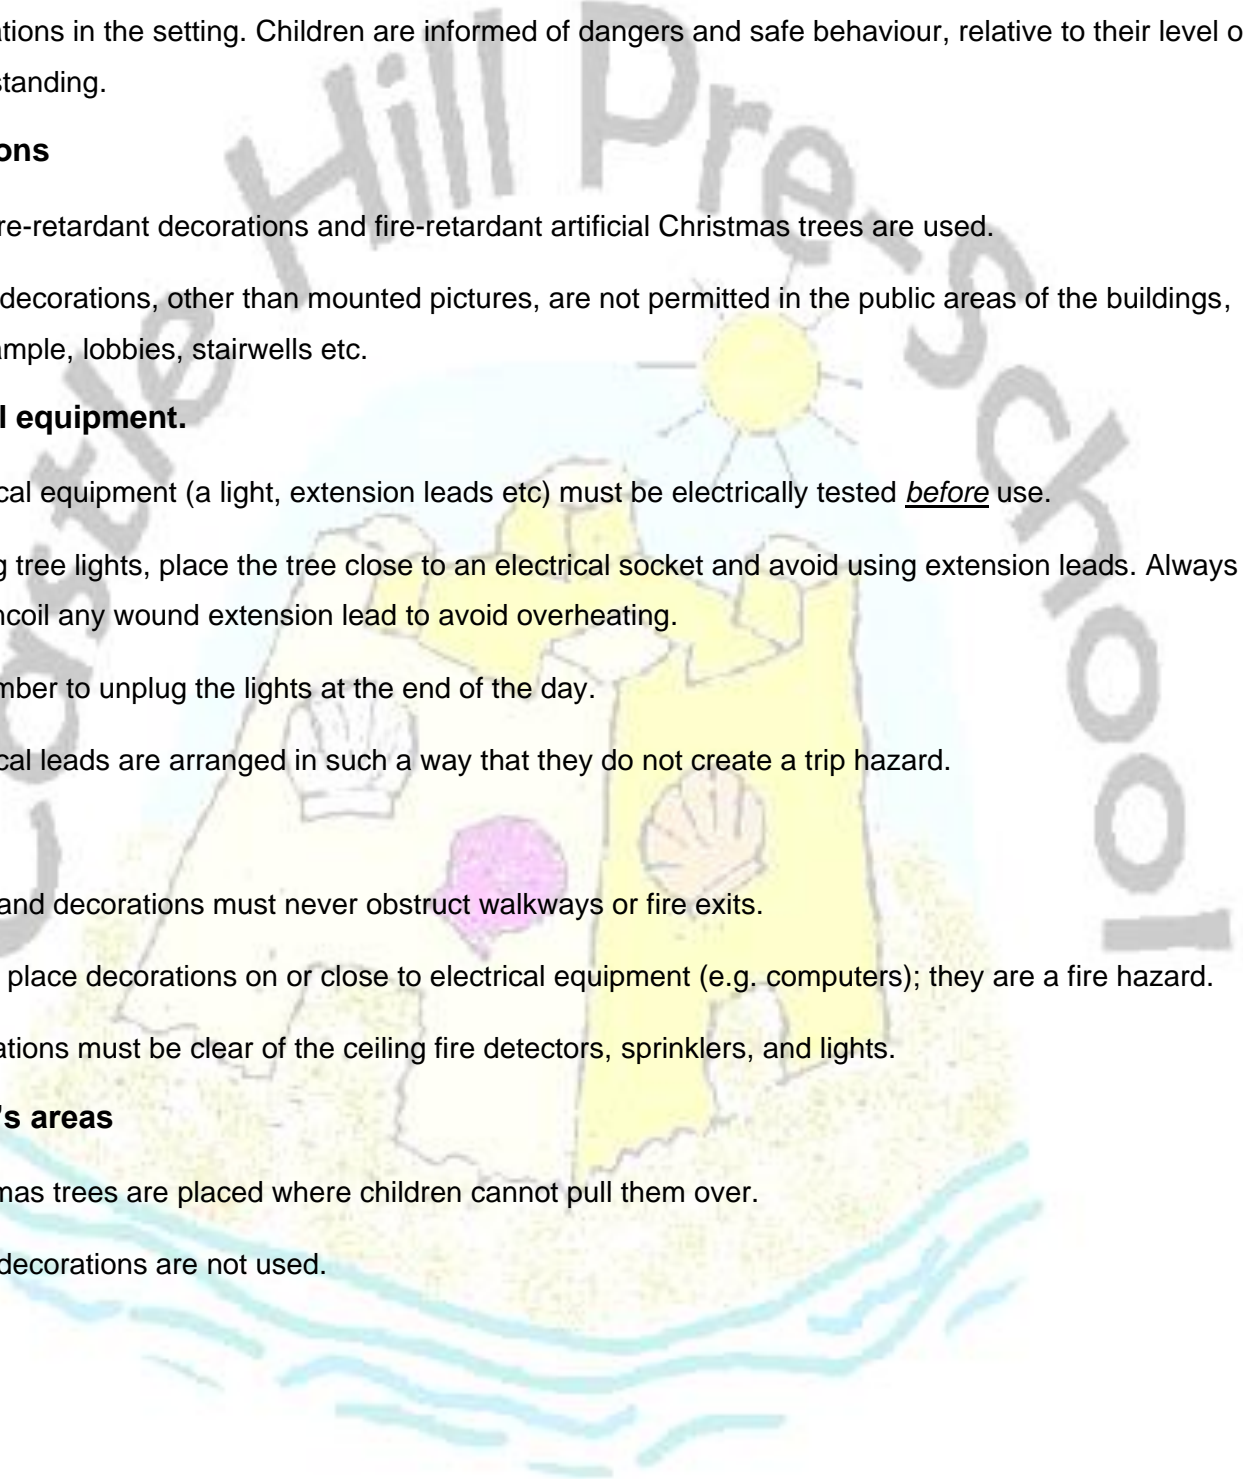 ations in the setting. Children are informed of dangers and safe behaviour, relative to their level o
standing.
ons
re-retardant decorations and fire-retardant artificial Christmas trees are used.
decorations, other than mounted pictures, are not permitted in the public areas of the buildings,
ample, lobbies, stairwells etc.
l equipment.
cal equipment (a light, extension leads etc) must be electrically tested before use.
g tree lights, place the tree close to an electrical socket and avoid using extension leads. Always
ncoil any wound extension lead to avoid overheating.
mber to unplug the lights at the end of the day.
cal leads are arranged in such a way that they do not create a trip hazard.
and decorations must never obstruct walkways or fire exits.
place decorations on or close to electrical equipment (e.g. computers); they are a fire hazard.
ations must be clear of the ceiling fire detectors, sprinklers, and lights.
's areas
mas trees are placed where children cannot pull them over.
decorations are not used.
Castle Hill Pre-School